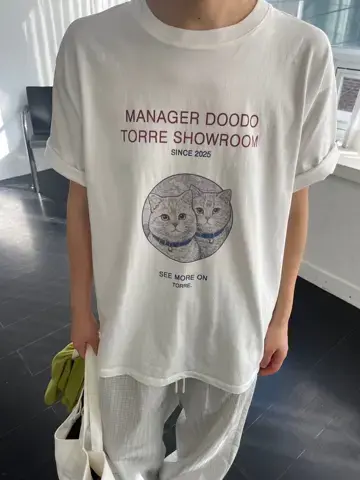 MANAGER DOODO
TORRE SHOWROOM
SINCE 2025
SEE MORE ON
TORRE.